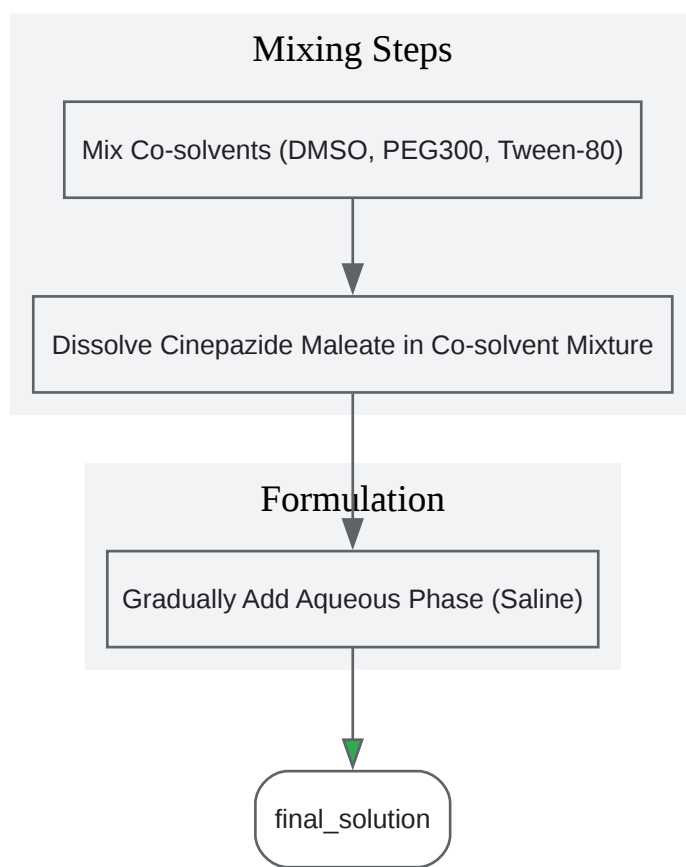 Mixing Steps
Mix Co-solvents (DMSO, PEG300, Tween-80)
Dissolve Cinepazide Maleate in Co-solvent Mixture
Formulation
Gradually Add Aqueous Phase (Saline)
final_solution